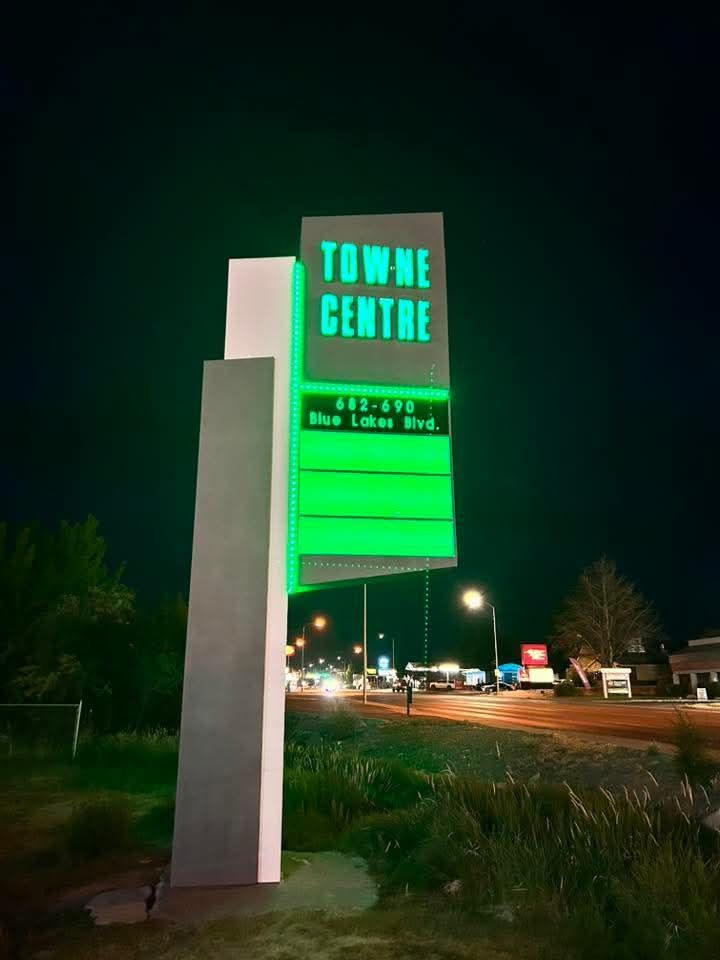 TOWNE
CENTRE
682-690
Blue Lakes Blvd.